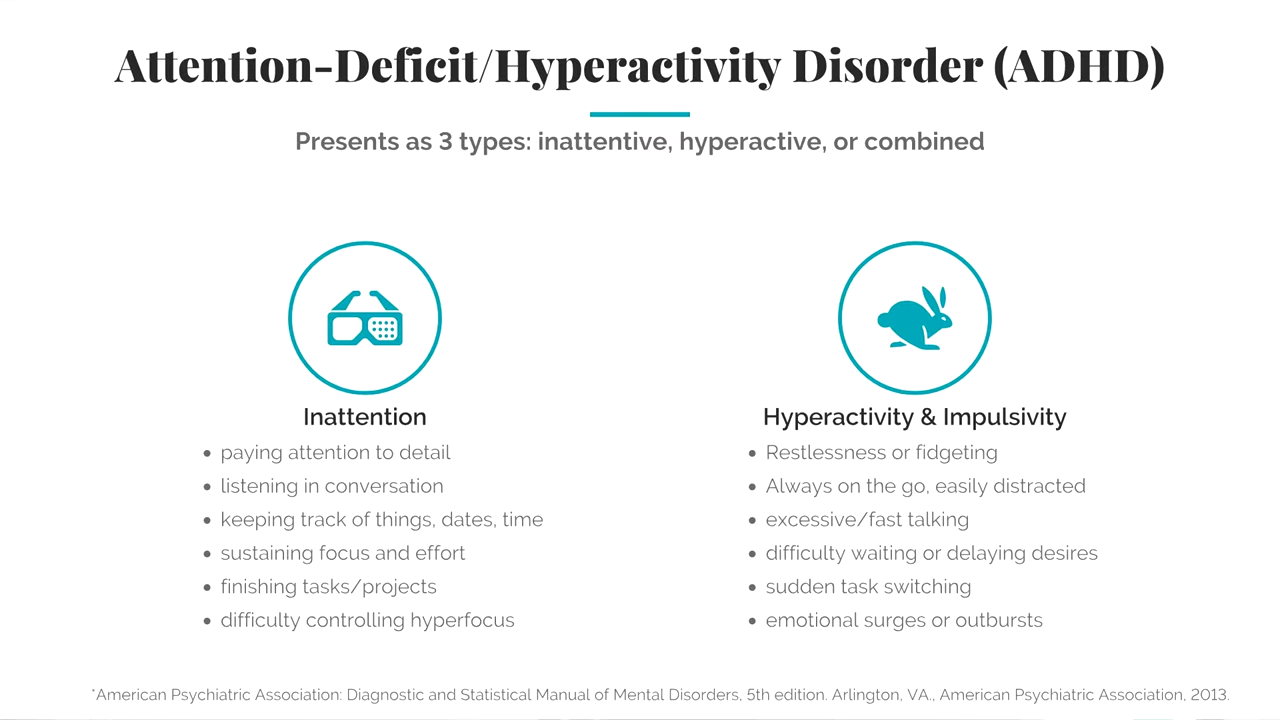 Attention-Deficit/Hyperactivity Disorder (ADHD)
Presents as 3 types: inattentive, hyperactive, or combined
Inattention
• paying attention to detail
• listening in conversation
• keeping track of things, dates, time
• sustaining focus and effort
• finishing tasks/projects
• difficulty controlling hyperfocus
Hyperactivity & Impulsivity
• Restlessness or fidgeting
• Always on the go, easily distracted
• excessive/fast talking
• difficulty waiting or delaying desires
• sudden task switching
• emotional surges or outbursts
*American Psychiatric Association: Diagnostic and Statistical Manual of Mental Disorders, 5th edition. Arlington, VA., American Psychiatric Association, 2013.